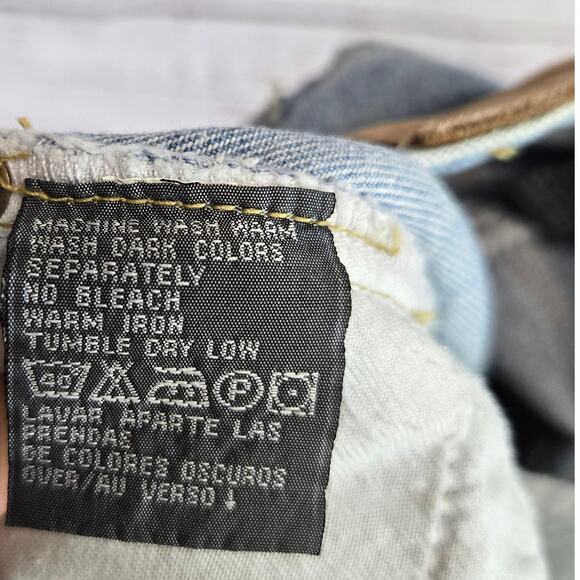 MACHINE WASH WARM
WASH DARK COLORS
SEPARATELY
NO BLEACH
WARM IRON
TUMBLE DRY LOW
40 P
LAVAR APARTE LAS
PRENDAS
DE COLORES OSCUROS
OVER/AU VERSO ↓